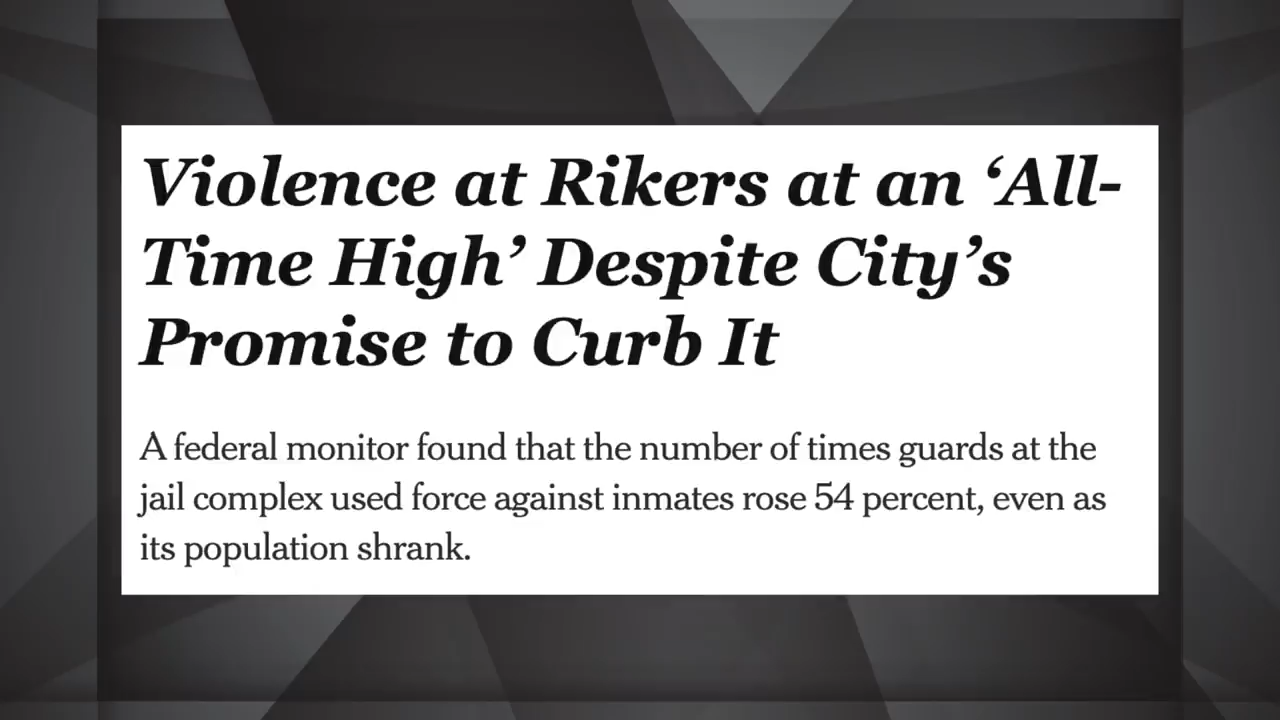 Violence at Rikers at an ‘All-
Time High’ Despite City’s
Promise to Curb It
A federal monitor found that the number of times guards at the
jail complex used force against inmates rose 54 percent, even as
its population shrank.